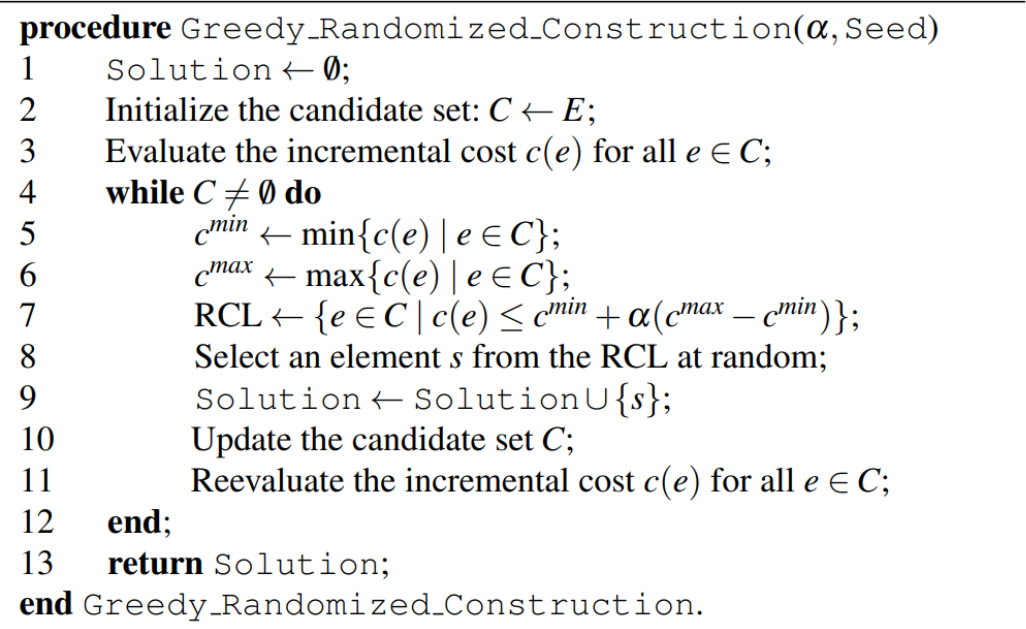 procedure Greedy_Randomized_Construction(α,Seed)
1 Solution ← ∅;
2 Initialize the candidate set: C ← E;
3 Evaluate the incremental cost c(e) for all e ∈ C;
4 while C ≠ ∅ do
5 c^min ← min{c(e) | e ∈ C};
6 c^max ← max{c(e) | e ∈ C};
7 RCL ← {e ∈ C | c(e) ≤ c^min + α(c^max − c^min)};
8 Select an element s from the RCL at random;
9 Solution ← Solution ∪ {s};
10 Update the candidate set C;
11 Reevaluate the incremental cost c(e) for all e ∈ C;
12 end;
13 return Solution;
end Greedy_Randomized_Construction.